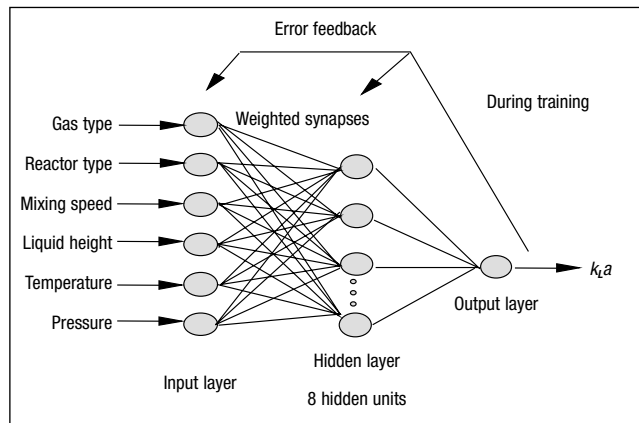 Error feedback
During training
Gas type
Weighted synapses
Reactor type
Mixing speed
Liquid height
Temperature
Pressure
k_L a
Output layer
Hidden layer
Input layer
8 hidden units